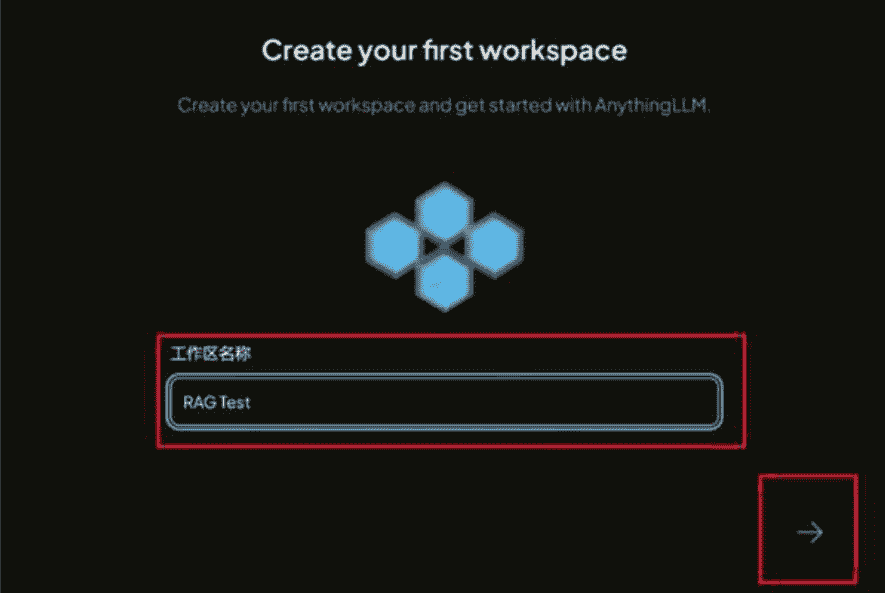 Create your first workspace
Create your first workspace and get started with AnythingLLM.
工作区名称
RAG Test